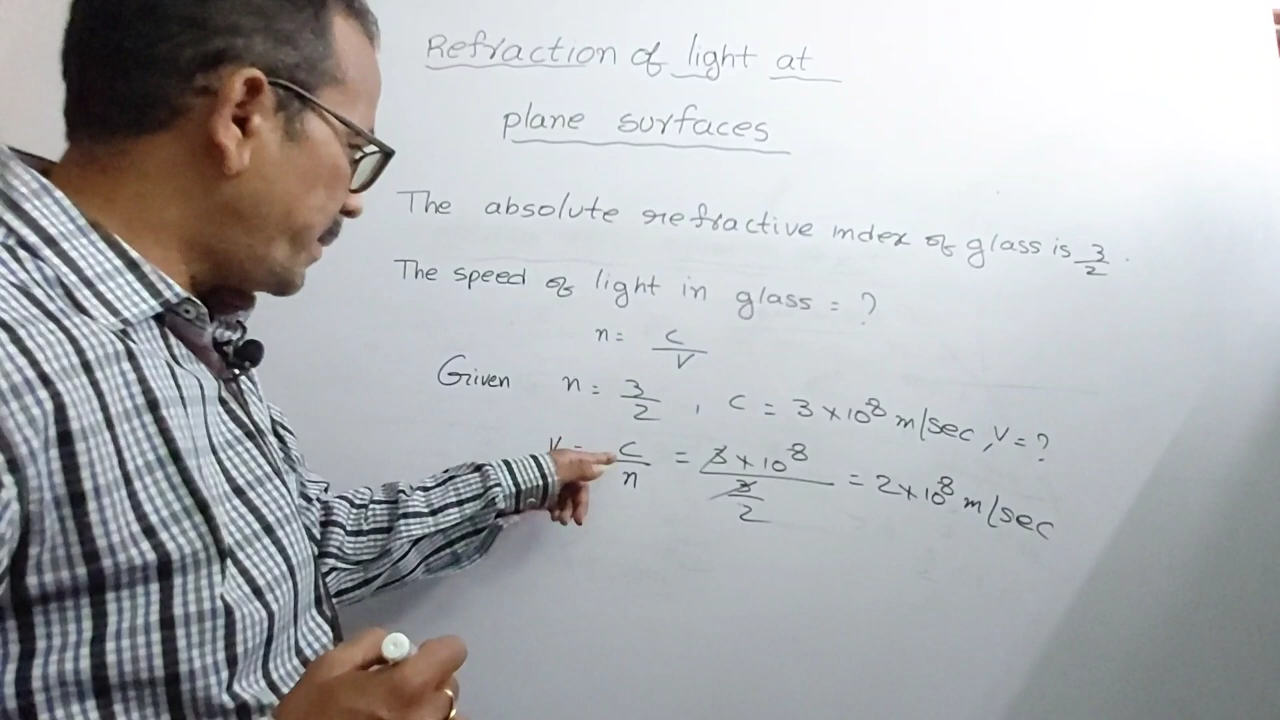 Refraction of light at
plane surfaces
The absolute refractive index of glass is 3/2.
The speed of light in glass = ?
n = c/v
Given n = 3/2, C = 3×10⁸ m/sec, V = ?
V = C/n = 3×10⁸/(3/2) = 2×10⁸ m/sec